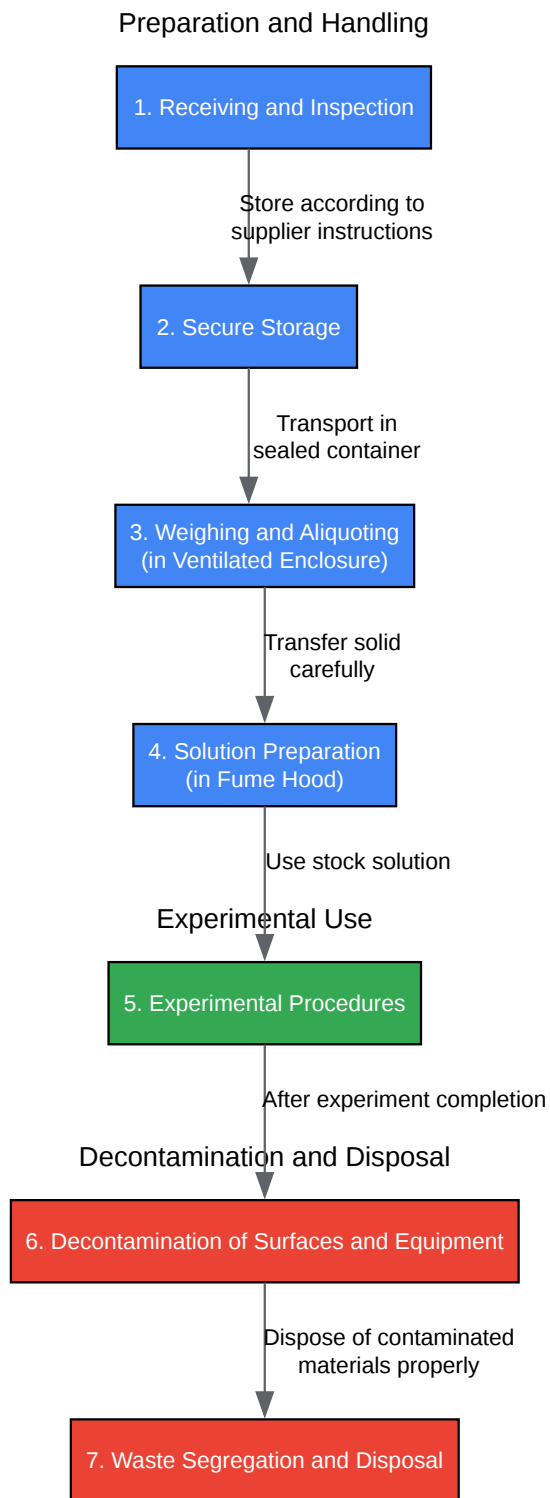 Preparation and Handling
1. Receiving and Inspection
Store according to
supplier instructions
2. Secure Storage
Transport in
sealed container
3. Weighing and Aliquoting
(in Ventilated Enclosure)
Transfer solid
carefully
4. Solution Preparation
(in Fume Hood)
Use stock solution
Experimental Use
5. Experimental Procedures
After experiment completion
Decontamination and Disposal
6. Decontamination of Surfaces and Equipment
Dispose of contaminated
materials properly
7. Waste Segregation and Disposal